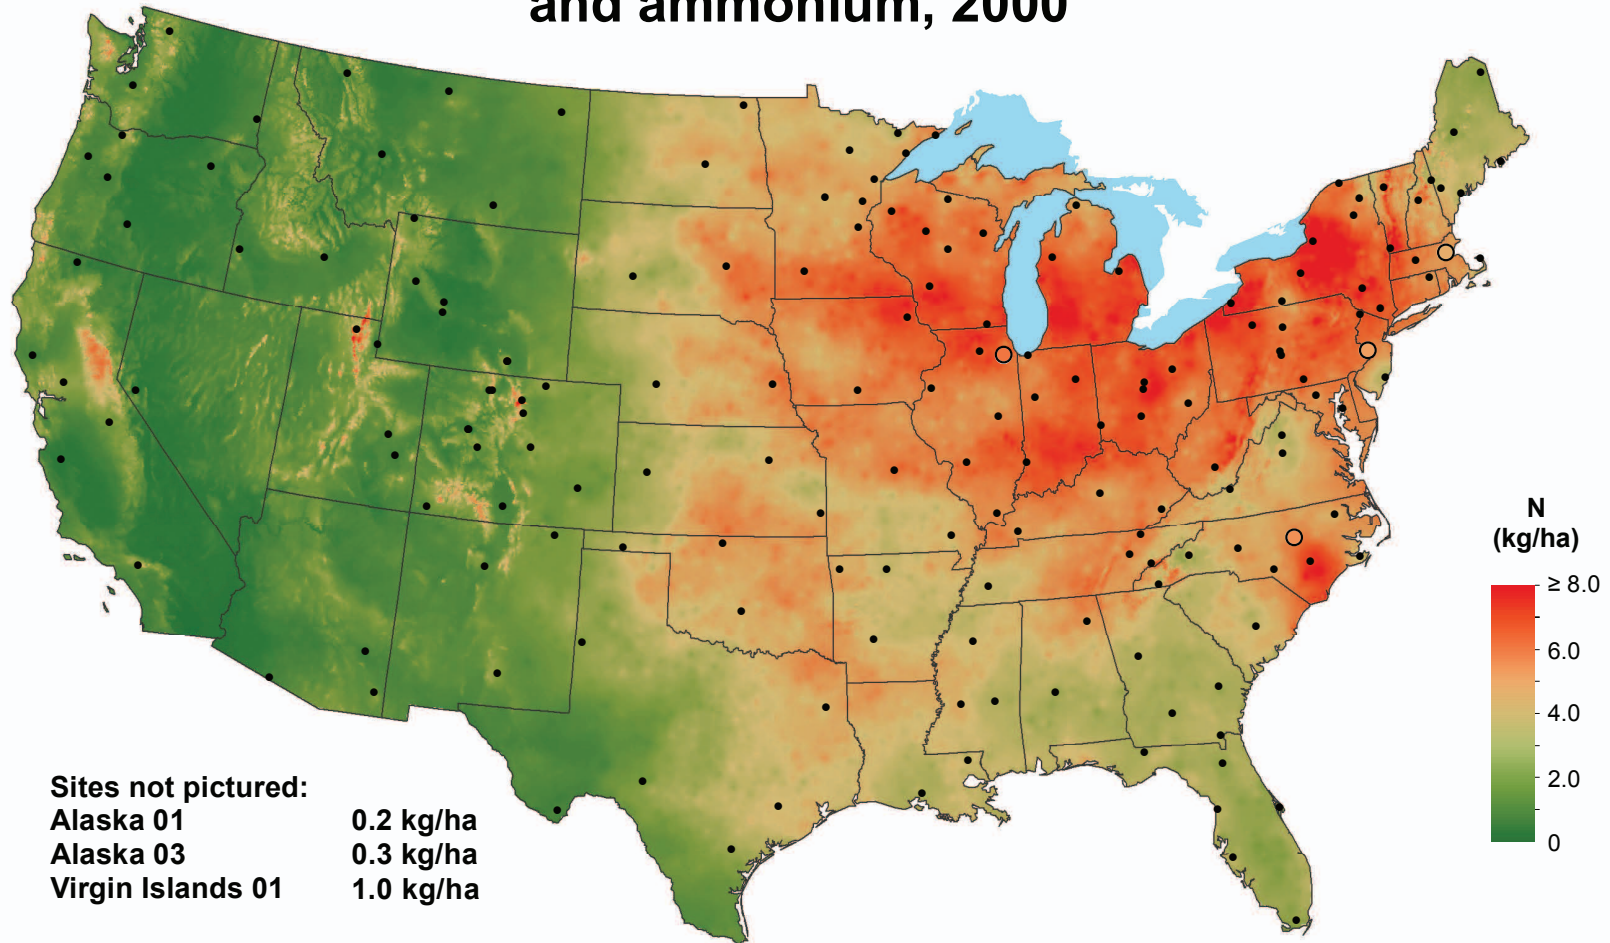 and ammonium, 2000
N
(kg/ha)
≥ 8.0
6.0
4.0
2.0
0
Sites not pictured:
Alaska 01 0.2 kg/ha
Alaska 03 0.3 kg/ha
Virgin Islands 01 1.0 kg/ha